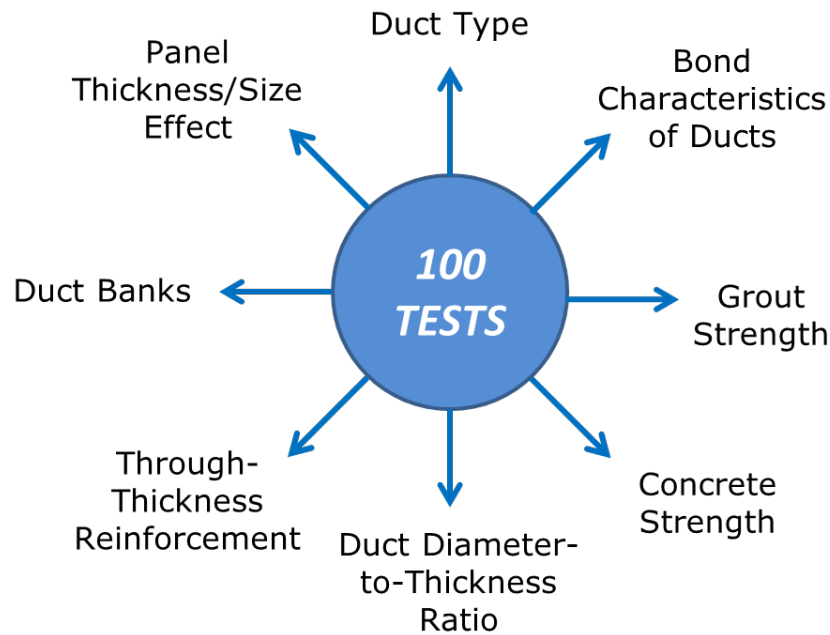 Duct Type
Panel
Thickness/Size
Effect
Bond
Characteristics
of Ducts
100
TESTS
Duct Banks
Grout
Strength
Through-
Thickness
Reinforcement
Concrete
Strength
Duct Diameter-
to-Thickness
Ratio